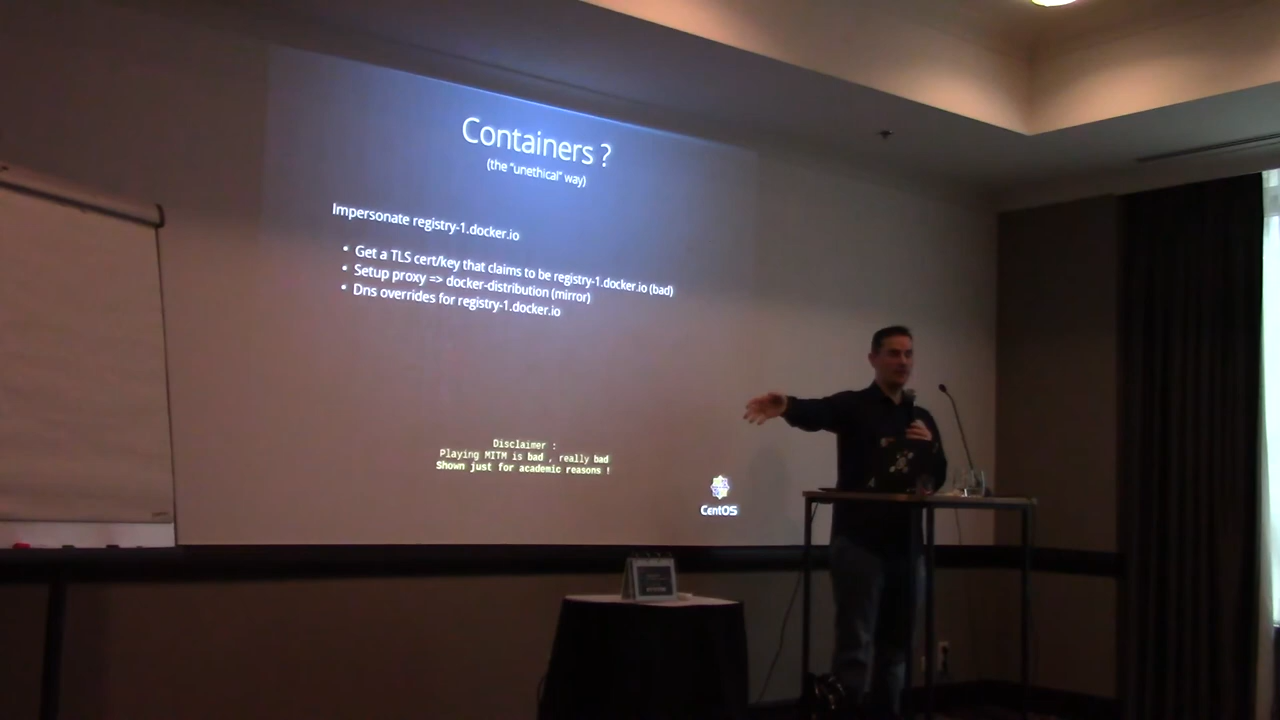 Containers ?
(the "unethical" way)
Impersonate registry-1.docker.io
• Get a TLS cert/key that claims to be registry-1.docker.io (bad)
• Setup proxy => docker-distribution (mirror)
• Dns overrides for registry-1.docker.io
Disclaimer :
Playing MITM is bad , really bad
Shown just for academic reasons !
CentOS